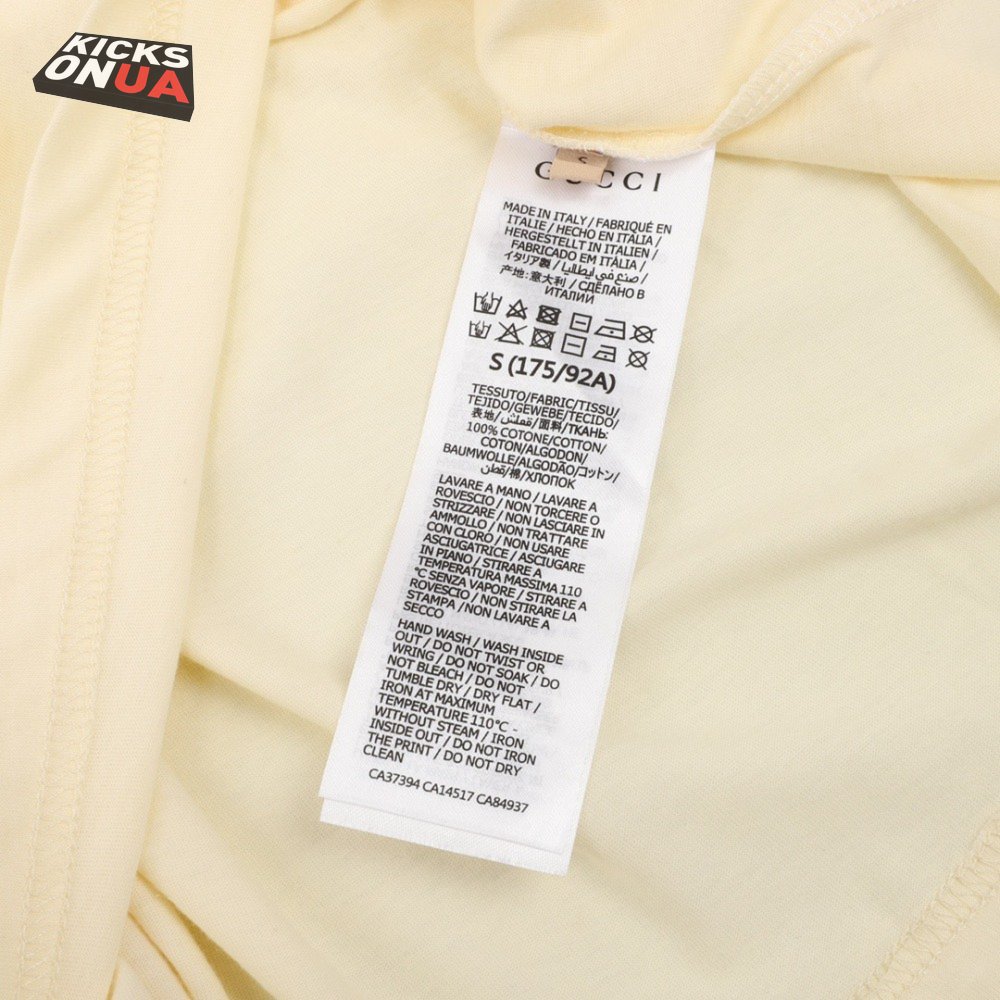 KICKS
ONUA
S
GUCCI
MADE IN ITALY / FABRIQUÉ EN
ITALIE / HECHO EN ITALIA /
HERGESTELLT IN ITALIEN /
FABRICADO EM ITÁLIA /
イタリア製 / صنع في ايطاليا /
产地: 意大利 / СДЕЛАНО В
ИТАЛИИ
S (175/92A)
TESSUTO/FABRIC/TISSU/
TEJIDO/GEWEBE/TECIDO/
表地/قماش/面料/ТКАНЬ:
100% COTONE/COTTON/
COTON/ALGODON/
BAUMWOLLE/ALGODÃO/コットン/
قطن/棉/ХЛОПОК
LAVARE A MANO / LAVARE A
ROVESCIO / NON TORCERE O
STRIZZARE / NON LASCIARE IN
AMMOLLO / NON TRATTARE
CON CLORO / NON USARE
ASCIUGATRICE / ASCIUGARE
IN PIANO / STIRARE A
TEMPERATURA MASSIMA 110
°C SENZA VAPORE / STIRARE A
ROVESCIO / NON STIRARE LA
STAMPA / NON LAVARE A
SECCO
HAND WASH / WASH INSIDE
OUT / DO NOT TWIST OR
WRING / DO NOT SOAK / DO
NOT BLEACH / DO NOT
TUMBLE DRY / DRY FLAT /
IRON AT MAXIMUM
TEMPERATURE 110°C -
WITHOUT STEAM / IRON
INSIDE OUT / DO NOT IRON
THE PRINT / DO NOT DRY
CLEAN
CA37394 CA14517 CA84937